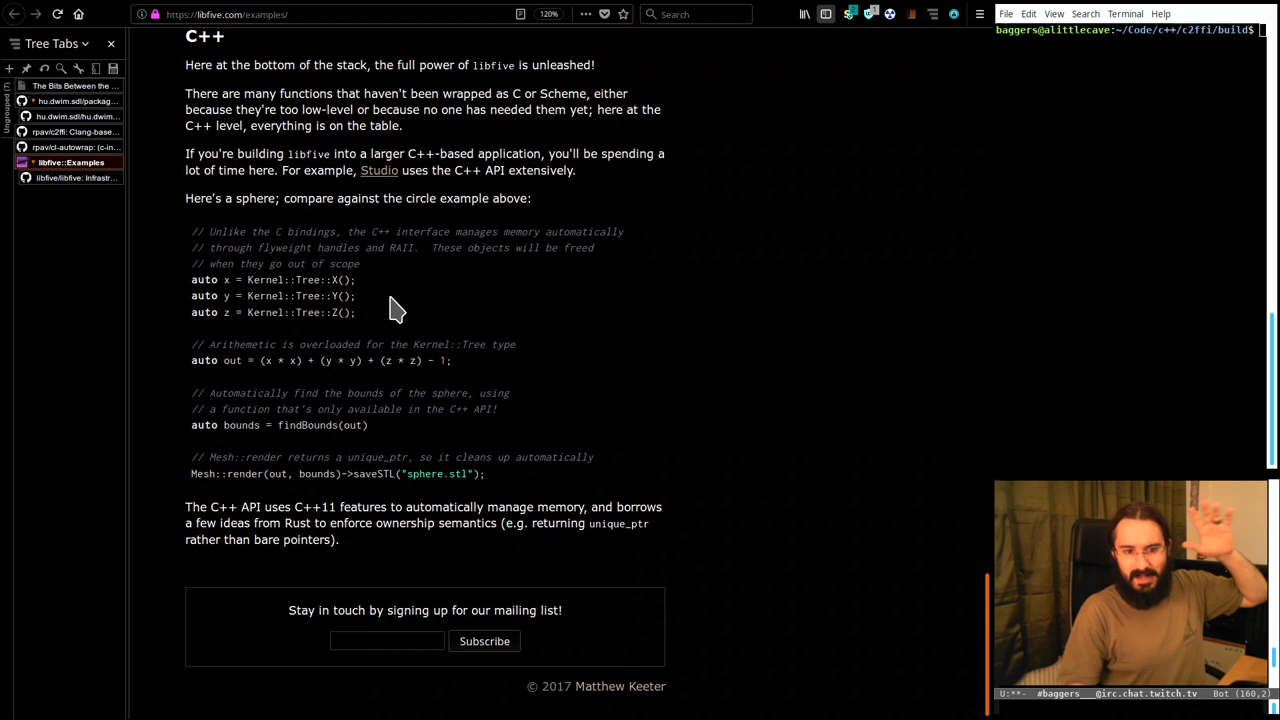 https://libfive.com/examples/
120%
Search
Tree Tabs
Ungrouped (7)
The Bits Between the ...
hu.dwim.sdl/packag...
hu.dwim.sdl/hu.dwim...
rpav/c2ffi: Clang-base...
rpav/cl-autowrap: (c-in...
libfive::Examples
libfive/libfive: Infrastr...
C++
Here at the bottom of the stack, the full power of libfive is unleashed!
There are many functions that haven't been wrapped as C or Scheme, either
because they're too low-level or because no one has needed them yet; here at the
C++ level, everything is on the table.
If you're building libfive into a larger C++-based application, you'll be spending a
lot of time here. For example, Studio uses the C++ API extensively.
Here's a sphere; compare against the circle example above:
// Unlike the C bindings, the C++ interface manages memory automatically
// through flyweight handles and RAII.  These objects will be freed
// when they go out of scope
auto x = Kernel::Tree::X();
auto y = Kernel::Tree::Y();
auto z = Kernel::Tree::Z();
// Arithemetic is overloaded for the Kernel::Tree type
auto out = (x * x) + (y * y) + (z * z) - 1;
// Automatically find the bounds of the sphere, using
// a function that's only available in the C++ API!
auto bounds = findBounds(out)
// Mesh::render returns a unique_ptr, so it cleans up automatically
Mesh::render(out, bounds)->saveSTL("sphere.stl");
The C++ API uses C++11 features to automatically manage memory, and borrows
a few ideas from Rust to enforce ownership semantics (e.g. returning unique_ptr
rather than bare pointers).
Stay in touch by signing up for our mailing list!
Subscribe
© 2017 Matthew Keeter
File Edit View Search Terminal Help
baggers@alittlecave:~/Code/c++/c2ffi/build$
U:**- #baggers___@irc.chat.twitch.tv Bot (160,2)